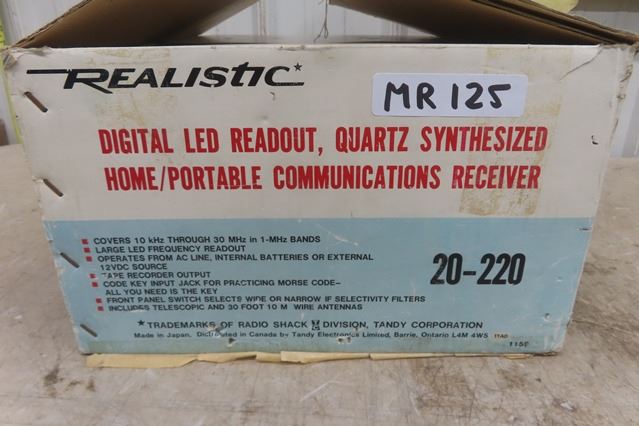 REALISTIC*
MR 125
DIGITAL LED READOUT, QUARTZ SYNTHESIZED
HOME/PORTABLE COMMUNICATIONS RECEIVER
■ COVERS 10 kHz THROUGH 30 MHz in 1-MHz BANDS
■ LARGE LED FREQUENCY READOUT
■ OPERATES FROM AC LINE, INTERNAL BATTERIES OR EXTERNAL
12VDC SOURCE
■ TAPE RECORDER OUTPUT
■ CODE KEY INPUT JACK FOR PRACTICING MORSE CODE—
ALL YOU NEED IS THE KEY
■ FRONT PANEL SWITCH SELECTS WIDE OR NARROW IF SELECTIVITY FILTERS
■ INCLUDES TELESCOPIC AND 30 FOOT 10 M WIRE ANTENNAS
20-220
* TRADEMARKS OF RADIO SHACK DIVISION, TANDY CORPORATION
Made in Japan. Distributed in Canada by Tandy Electronics Limited, Barrie, Ontario L4M 4W5